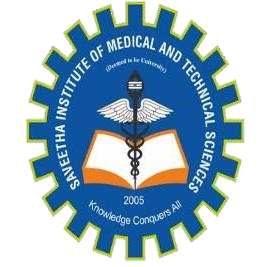 SAVEETHA INSTITUTE OF MEDICAL AND TECHNICAL SCIENCES
(Deemed to be University)
2005
Knowledge Conquers All